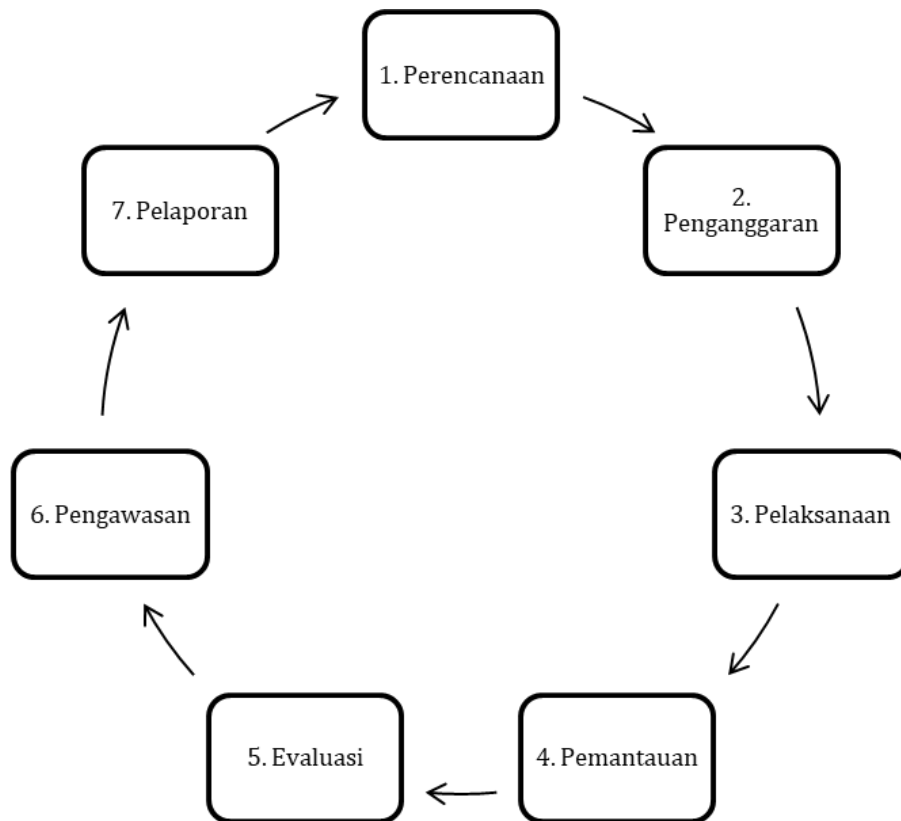 1. Perencanaan
2.
Penganggaran
3. Pelaksanaan
4. Pemantauan
5. Evaluasi
6. Pengawasan
7. Pelaporan